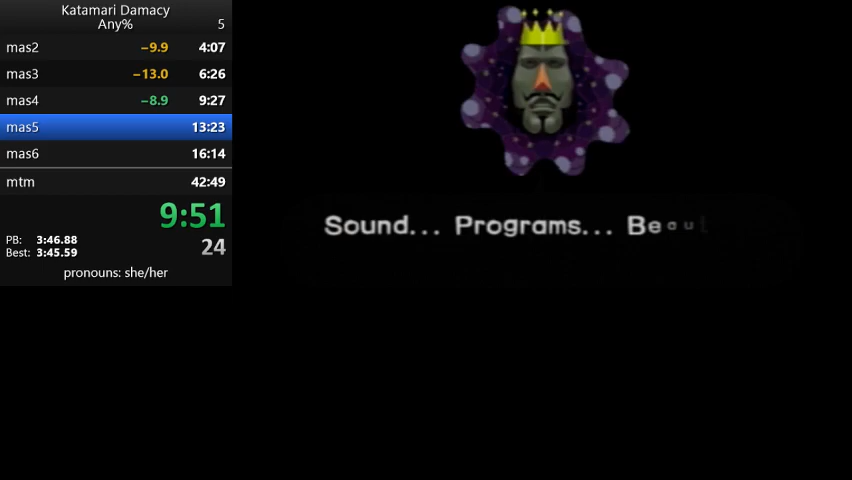 Katamari Damacy
Any% 5
mas2 −9.9 4:07
mas3 −13.0 6:26
mas4 −8.9 9:27
mas5 13:23
mas6 16:14
mtm 42:49
9:51
PB: 3:46.88
Best: 3:45.59
24
pronouns: she/her
Sound... Programs... Beau